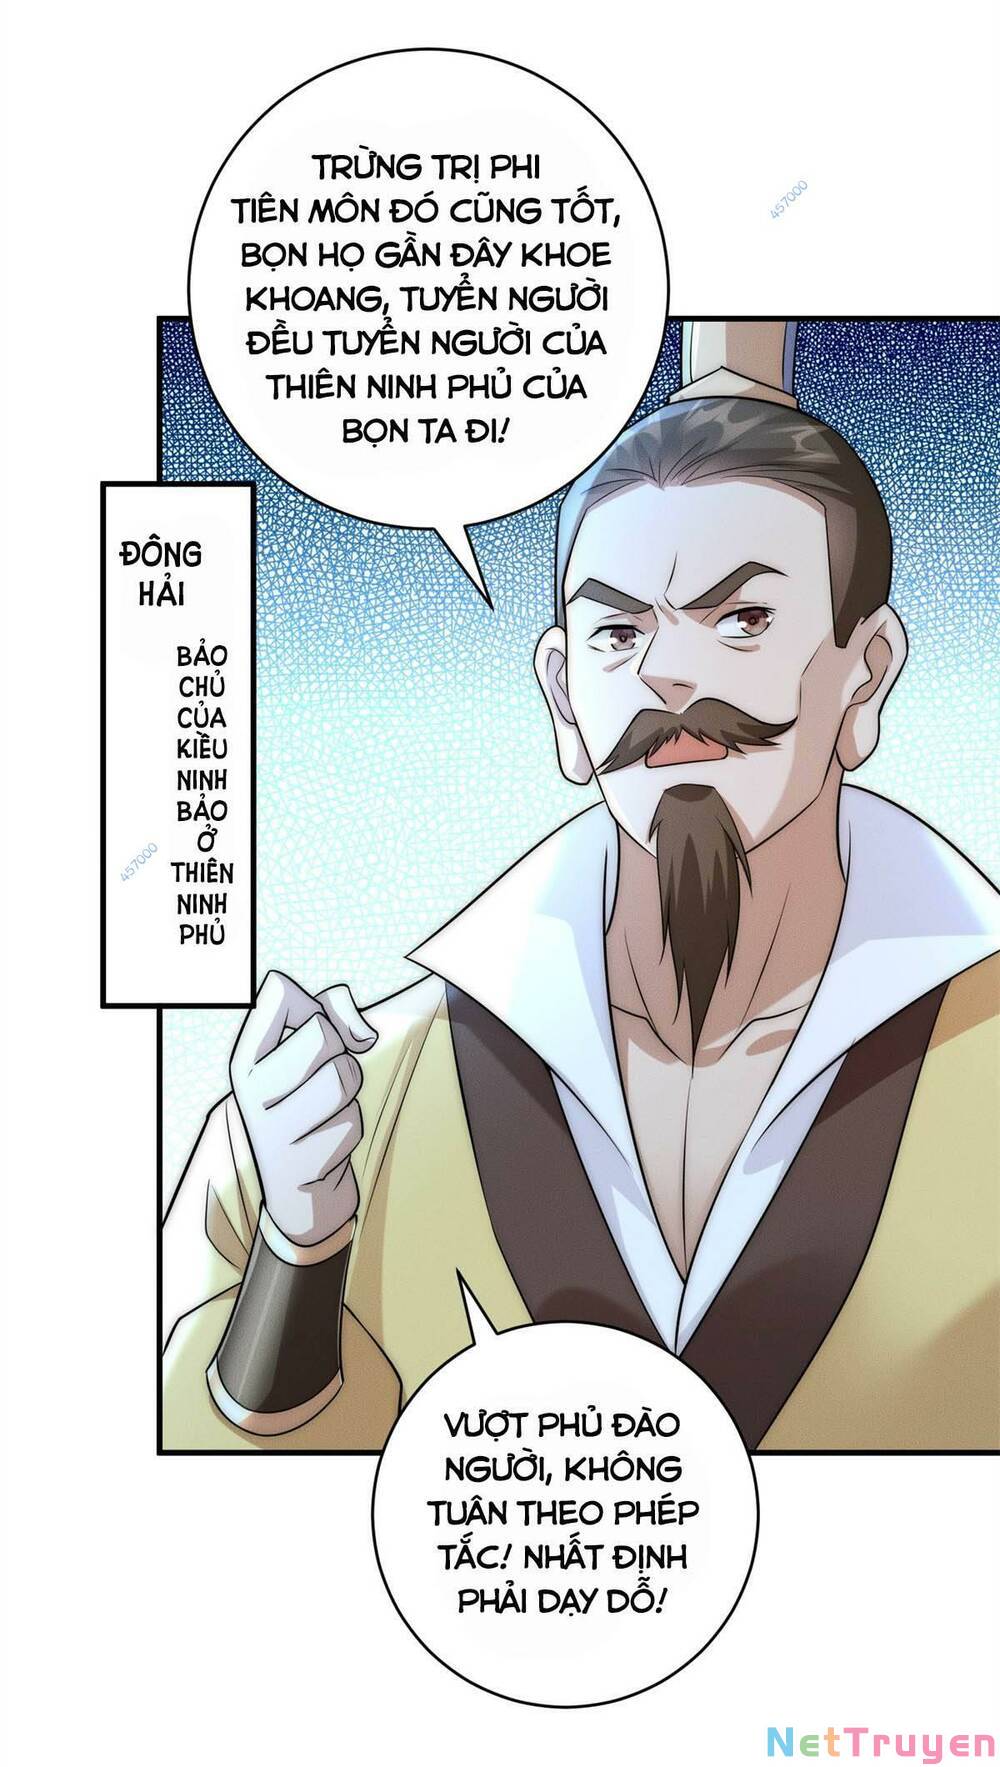 TRỪNG TRỊ PHI
TIÊN MÔN ĐÓ CŨNG TỐT,
BỌN HỌ GẦN ĐÂY KHOE
KHOANG, TUYỂN NGƯỜI
ĐỀU TUYỂN NGƯỜI CỦA
THIÊN NINH PHỦ CỦA
BỌN TA ĐI!
457000
ĐÔNG
HẢI
BẢO
CHỦ
CỦA
KIỀU
NINH
BẢO
Ở
THIÊN
NINH
PHỦ
457000
VƯỢT PHỦ ĐÀO
NGƯỜI, KHÔNG
TUÂN THEO PHÉP
TẮC! NHẤT ĐỊNH
PHẢI DẠY DỖ!
NetTruyen